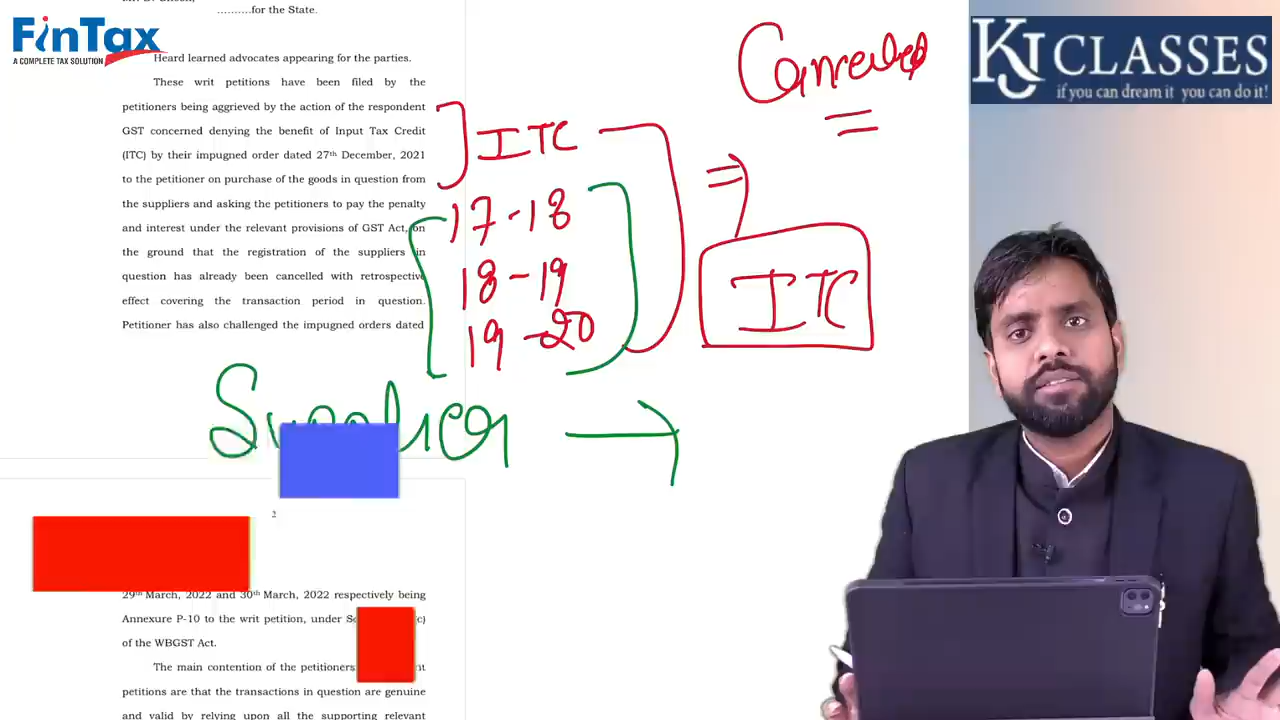 ..........for the State.
FinTax
A COMPLETE TAX SOLUTION
Heard learned advocates appearing for the parties.
These writ petitions have been filed by the
petitioners being aggrieved by the action of the respondent
GST concerned denying the benefit of Input Tax Credit
(ITC) by their impugned order dated 27th December, 2021
to the petitioner on purchase of the goods in question from
the suppliers and asking the petitioners to pay the penalty
and interest under the relevant provisions of GST Act, on
the ground that the registration of the suppliers in
question has already been cancelled with retrospective
effect covering the transaction period in question.
Petitioner has also challenged the impugned orders dated
2
29th March, 2022 and 30th March, 2022 respectively being
Annexure P-10 to the writ petition, under (c)
of the WBGST Act.
The main contention of the petitioners
petitions are that the transactions in question are genuine
and valid by relying upon all the supporting relevant
ITC
17-18
18-19
19-20
Supplier
Cancelled
ITC
KJ CLASSES
if you can dream it you can do it!